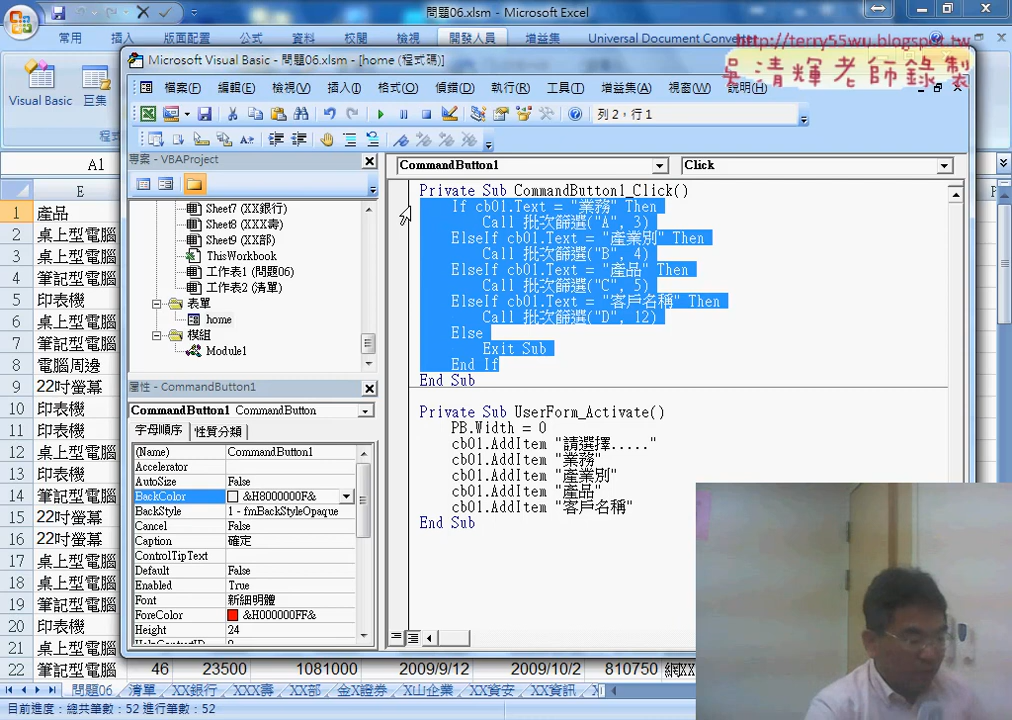 問題06.xlsm - Microsoft Excel
常用 插入 版面配置 公式 資料 校閱 檢視 開發人員 增益集 Universal Document Conve
http://terry55wu.blogspot.tw
吳清輝老師錄製
Visual Basic 巨集
Microsoft Visual Basic - 問題06.xlsm - [home (程式碼)]
檔案(F) 編輯(E) 檢視(V) 插入(I) 格式(O) 偵錯(D) 執行(R) 工具(T) 增益集(A) 視窗(W) 說明(H)
列 2，行 1
專案 - VBAProject
Sheet7 (XX銀行)
Sheet8 (XXX壽)
Sheet9 (XX部)
ThisWorkbook
工作表1 (問題06)
工作表2 (清單)
表單
home
模組
Module1
屬性 - CommandButton1
CommandButton1 CommandButton
字母順序 性質分類
(Name) CommandButton1
Accelerator
AutoSize False
BackColor &H8000000F&
BackStyle 1 - fmBackStyleOpaque
Cancel False
Caption 確定
ControlTipText
Default False
Enabled True
Font 新細明體
ForeColor &H000000FF&
Height 24
CommandButton1 Click
Private Sub CommandButton1_Click()
If cb01.Text = "業務" Then
Call 批次篩選("A", 3)
ElseIf cb01.Text = "產業別" Then
Call 批次篩選("B", 4)
ElseIf cb01.Text = "產品" Then
Call 批次篩選("C", 5)
ElseIf cb01.Text = "客戶名稱" Then
Call 批次篩選("D", 12)
Else
Exit Sub
End If
End Sub
Private Sub UserForm_Activate()
PB.Width = 0
cb01.AddItem "請選擇....."
cb01.AddItem "業務"
cb01.AddItem "產業別"
cb01.AddItem "產品"
cb01.AddItem "客戶名稱"
End Sub
A1
E
1 產品
2 桌上型電腦
3 桌上型電腦
4 筆記型電腦
5 印表機
6 桌上型電腦
7 筆記型電腦
8 電腦周邊
9 22吋螢幕
10 印表機
11 印表機
12 桌上型電腦
13 印表機
14 筆記型電腦
15 22吋螢幕
16 22吋螢幕
17 桌上型電腦
18 桌上型電腦
19 筆記型電腦
20 印表機
21 桌上型電腦
22 筆記型電腦 46 23500 1081000 2009/9/12 2009/10/2 810750
問題06 清單 XX銀行 XXX壽 XX部 金X證券 X山企業 XX資安 XX資訊
目前進度：總共筆數：52 進行筆數：52